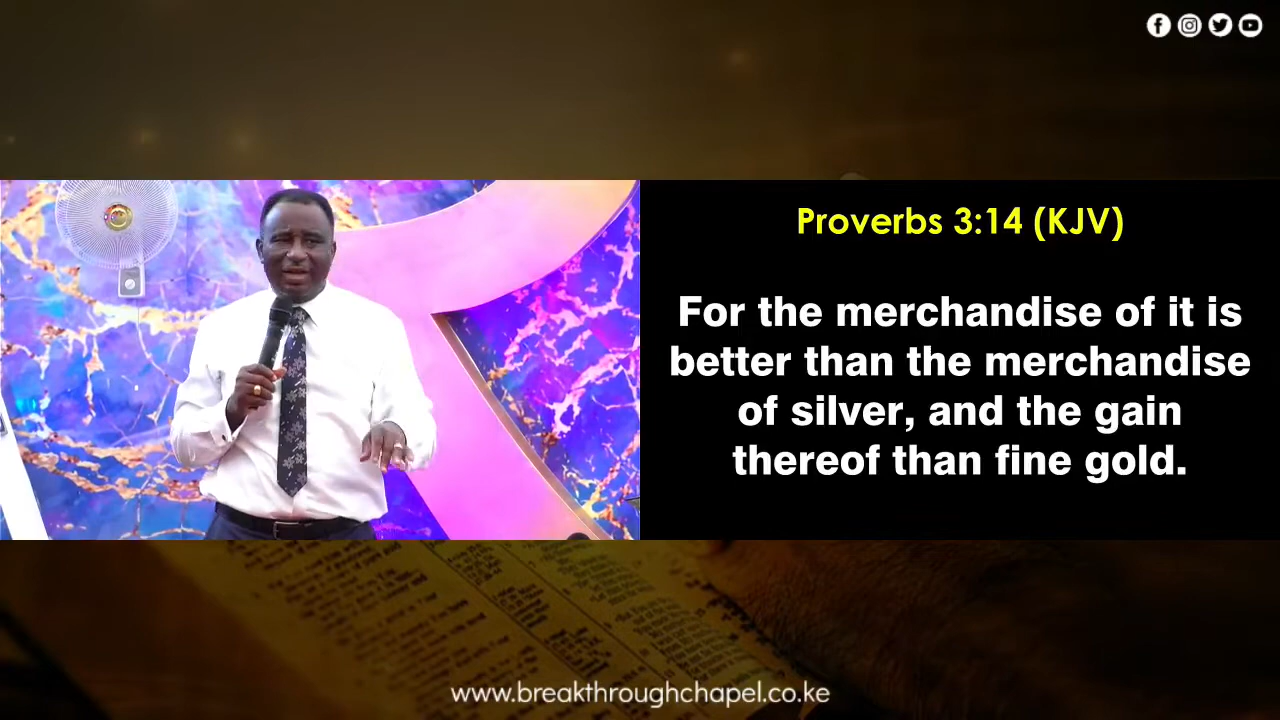 Proverbs 3:14 (KJV)
For the merchandise of it is
better than the merchandise
of silver, and the gain
thereof than fine gold.
www.breakthroughchapel.co.ke